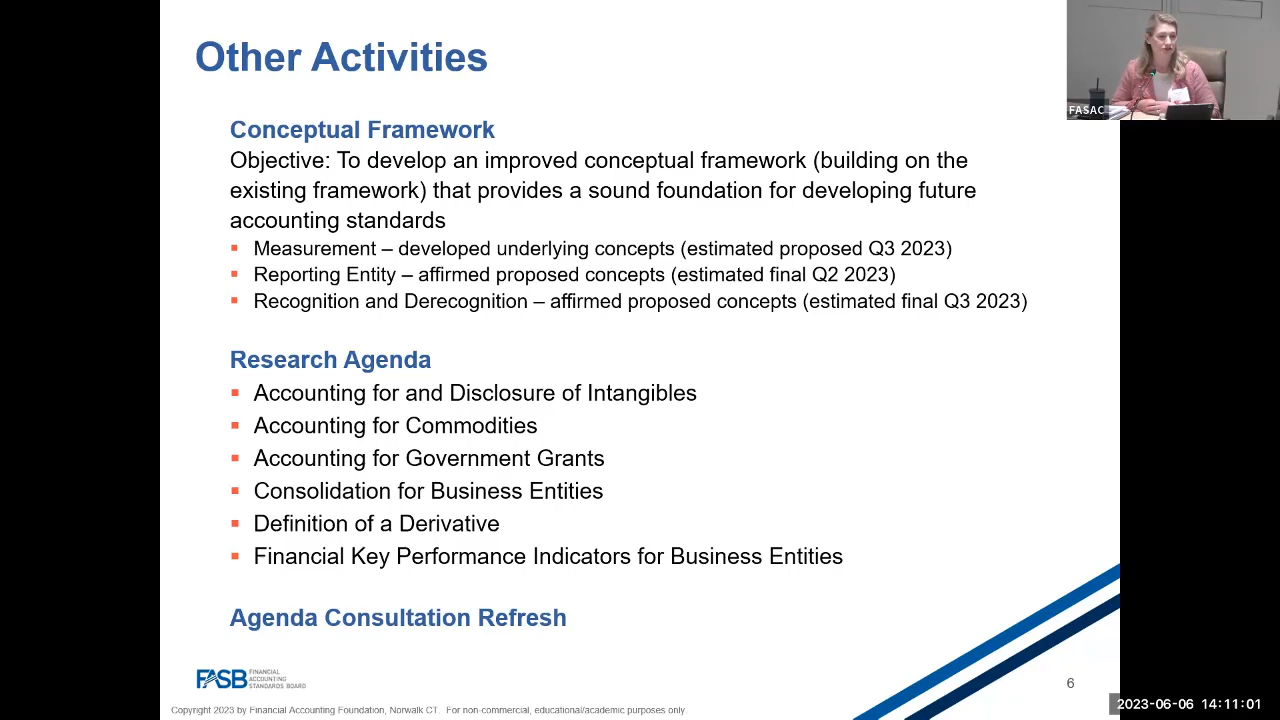 Other Activities
FASAC
Conceptual Framework
Objective: To develop an improved conceptual framework (building on the
existing framework) that provides a sound foundation for developing future
accounting standards
▪ Measurement – developed underlying concepts (estimated proposed Q3 2023)
▪ Reporting Entity – affirmed proposed concepts (estimated final Q2 2023)
▪ Recognition and Derecognition – affirmed proposed concepts (estimated final Q3 2023)
Research Agenda
▪ Accounting for and Disclosure of Intangibles
▪ Accounting for Commodities
▪ Accounting for Government Grants
▪ Consolidation for Business Entities
▪ Definition of a Derivative
▪ Financial Key Performance Indicators for Business Entities
Agenda Consultation Refresh
FASB FINANCIAL
ACCOUNTING
STANDARDS BOARD
6
Copyright 2023 by Financial Accounting Foundation, Norwalk CT. For non-commercial, educational/academic purposes only.
2023-06-06 14:11:01